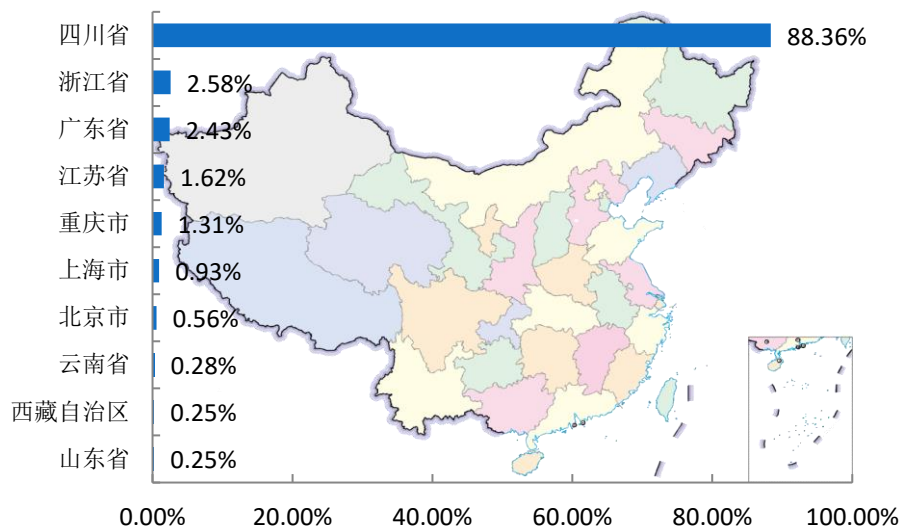 四川省 88.36%
浙江省 2.58%
广东省 2.43%
江苏省 1.62%
重庆市 1.31%
上海市 0.93%
北京市 0.56%
云南省 0.28%
西藏自治区 0.25%
山东省 0.25%
0.00% 20.00% 40.00% 60.00% 80.00% 100.00%